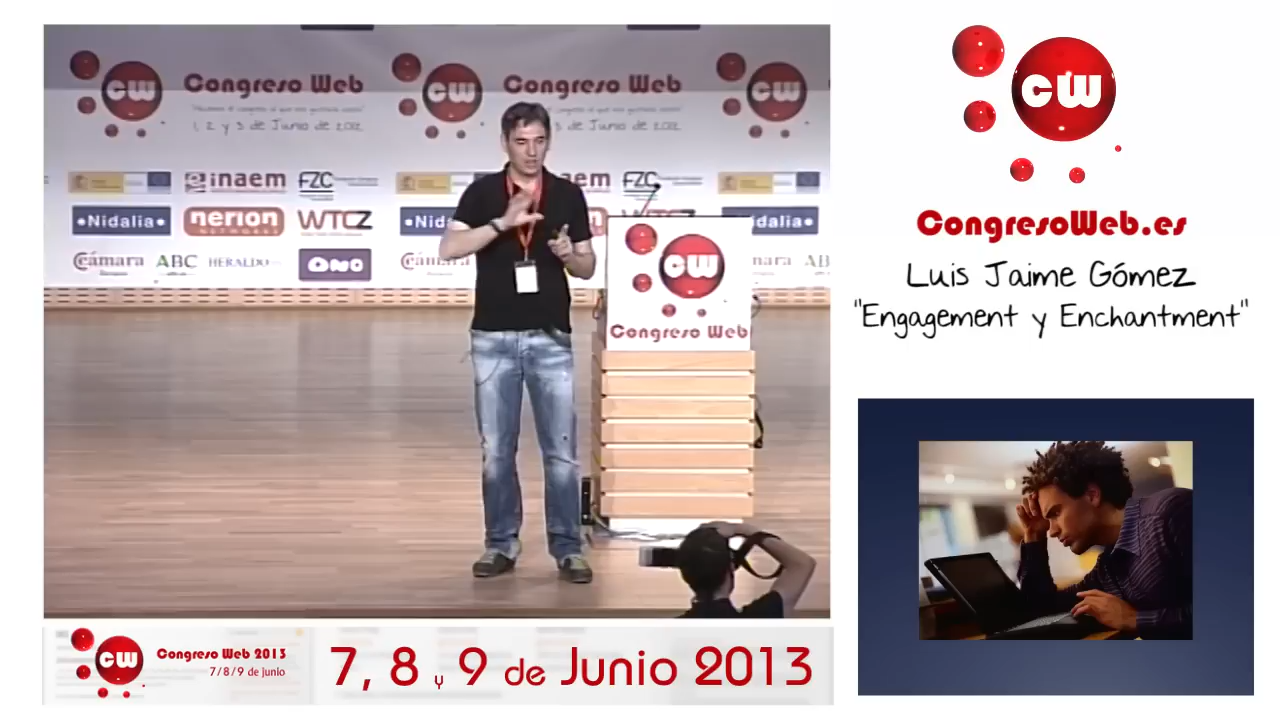 cw
Congreso Web
cw
Congreso Web
cw
1, 2 y 3 de Junio de 2012
inaem
FZC
FZC
Nidalia
nerion
NETWORKS
WTCZ
Nidalia
Cámara
ABC
HERALDO
ONO
cw
Congreso Web
cw
Congreso Web 2013
7/8/9 de junio
7, 8 y 9 de Junio 2013
cw
CongresoWeb.es
Luis Jaime Gómez
"Engagement y Enchantment"